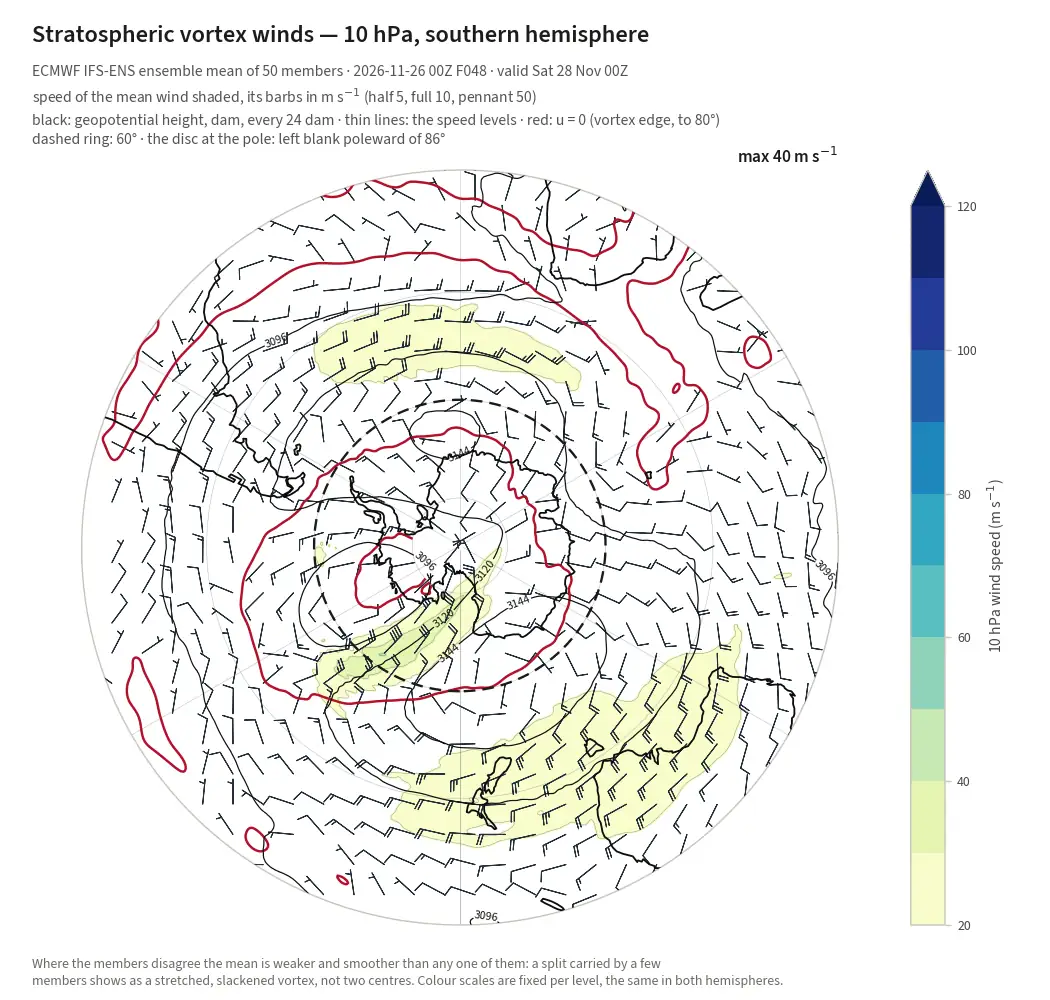 Stratospheric vortex winds — 10 hPa, southern hemisphere
ECMWF IFS-ENS ensemble mean of 50 members · 2026-11-26 00Z F048 · valid Sat 28 Nov 00Z
speed of the mean wind shaded, its barbs in m s⁻¹ (half 5, full 10, pennant 50)
black: geopotential height, dam, every 24 dam · thin lines: the speed levels · red: u = 0 (vortex edge, to 80°)
dashed ring: 60° · the disc at the pole: left blank poleward of 86°
max 40 m s⁻¹
120
100
80
60
40
20
10 hPa wind speed (m s⁻¹)
3096
3144
3096
3120
3144
3120
3144
3096
3096
Where the members disagree the mean is weaker and smoother than any one of them: a split carried by a few
members shows as a stretched, slackened vortex, not two centres. Colour scales are fixed per level, the same in both hemispheres.